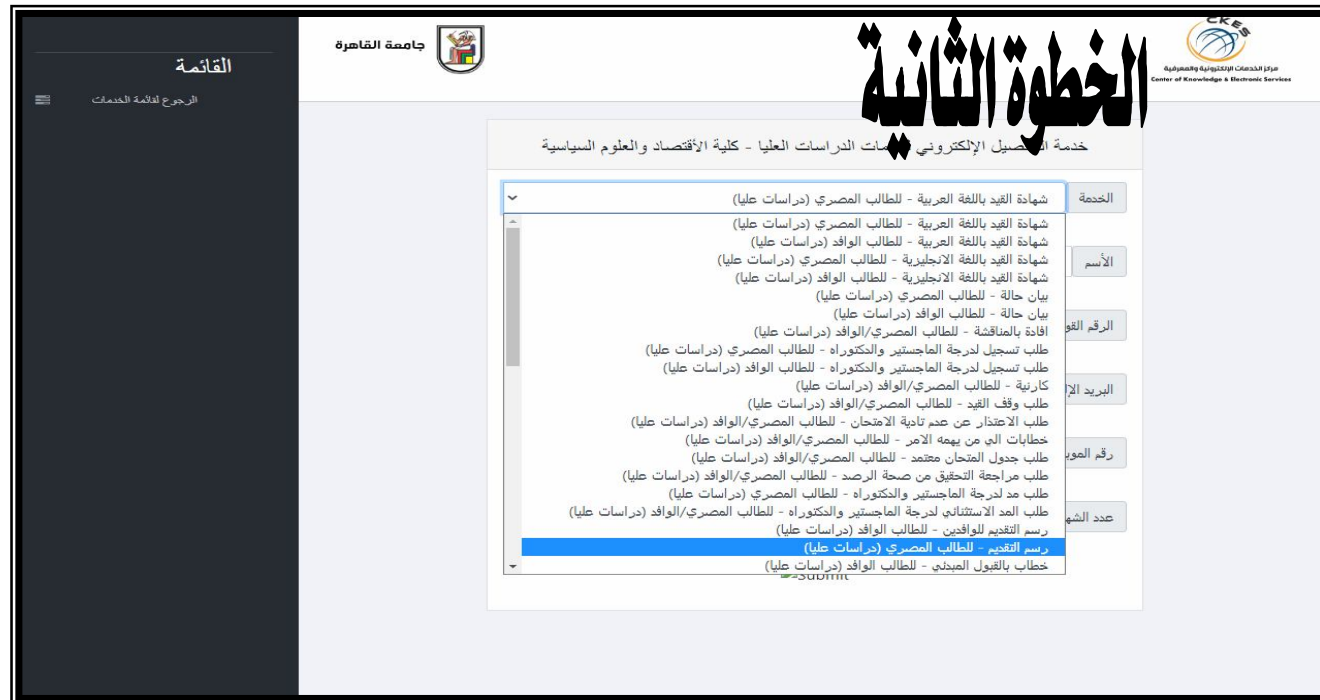 القائمة
الرجوع لقائمة الخدمات
جامعة القاهرة
الخطوة الثانية
CKES
مركز الخدمات الإلكترونية والمعرفية
Center of Knowledge & Electronic Services
خدمة الإلكتروني الدراسات العليا - كلية الأقتصاد والعلوم السياسية
الخدمة
شهادة القيد باللغة العربية - للطالب المصري (دراسات عليا)
شهادة القيد باللغة العربية - للطالب المصري (دراسات عليا)
شهادة القيد باللغة العربية - للطالب الوافد (دراسات عليا)
شهادة القيد باللغة الانجليزية - للطالب المصري (دراسات عليا)
شهادة القيد باللغة الانجليزية - للطالب الوافد (دراسات عليا)
بيان حالة - للطالب المصري (دراسات عليا)
بيان حالة - للطالب الوافد (دراسات عليا)
افادة بالمناقشة - للطالب المصري/الوافد (دراسات عليا)
طلب تسجيل لدرجة الماجستير والدكتوراه - للطالب المصري (دراسات عليا)
طلب تسجيل لدرجة الماجستير والدكتوراه - للطالب الوافد (دراسات عليا)
كارنية - للطالب المصري/الوافد (دراسات عليا)
طلب وقف القيد - للطالب المصري/الوافد (دراسات عليا)
طلب الاعتذار عن عدم تادية الامتحان - للطالب المصري/الوافد (دراسات عليا)
خطابات الي من يهمه الامر - للطالب المصري/الوافد (دراسات عليا)
طلب جدول المتحان معتمد - للطالب المصري/الوافد (دراسات عليا)
طلب مراجعة التحقيق من صحة الرصد - للطالب المصري/الوافد (دراسات عليا)
طلب مد لدرجة الماجستير والدكتوراه - للطالب المصري (دراسات عليا)
طلب المد الاستثنائي لدرجة الماجستير والدكتوراه - للطالب المصري/الوافد (دراسات عليا)
رسم التقديم للوافدين - للطالب الوافد (دراسات عليا)
رسم التقديم - للطالب المصري (دراسات عليا)
خطاب بالقبول المبدئي - للطالب الوافد (دراسات عليا)
الأسم
الرقم القو
البريد الإ
رقم الموب
عدد الشه
Submit